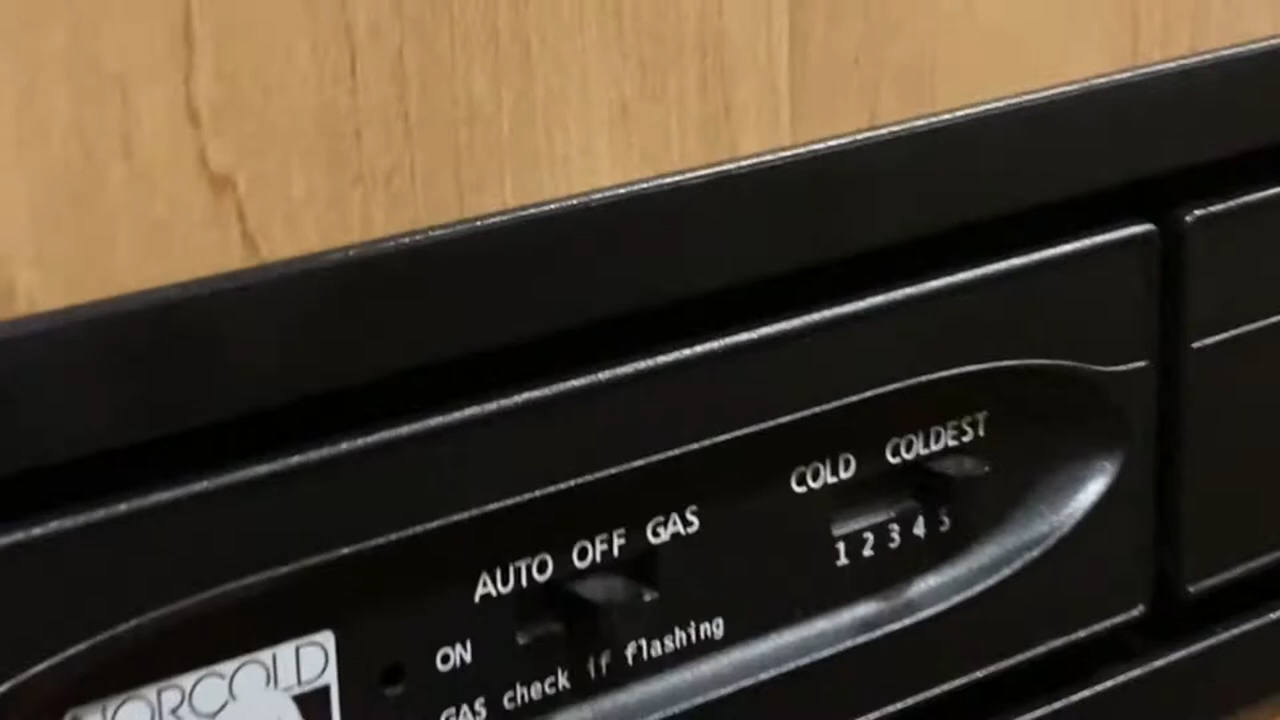 COLD COLDEST
1 2 3 4 5
AUTO OFF GAS
ON
GAS check if flashing
NORCOLD